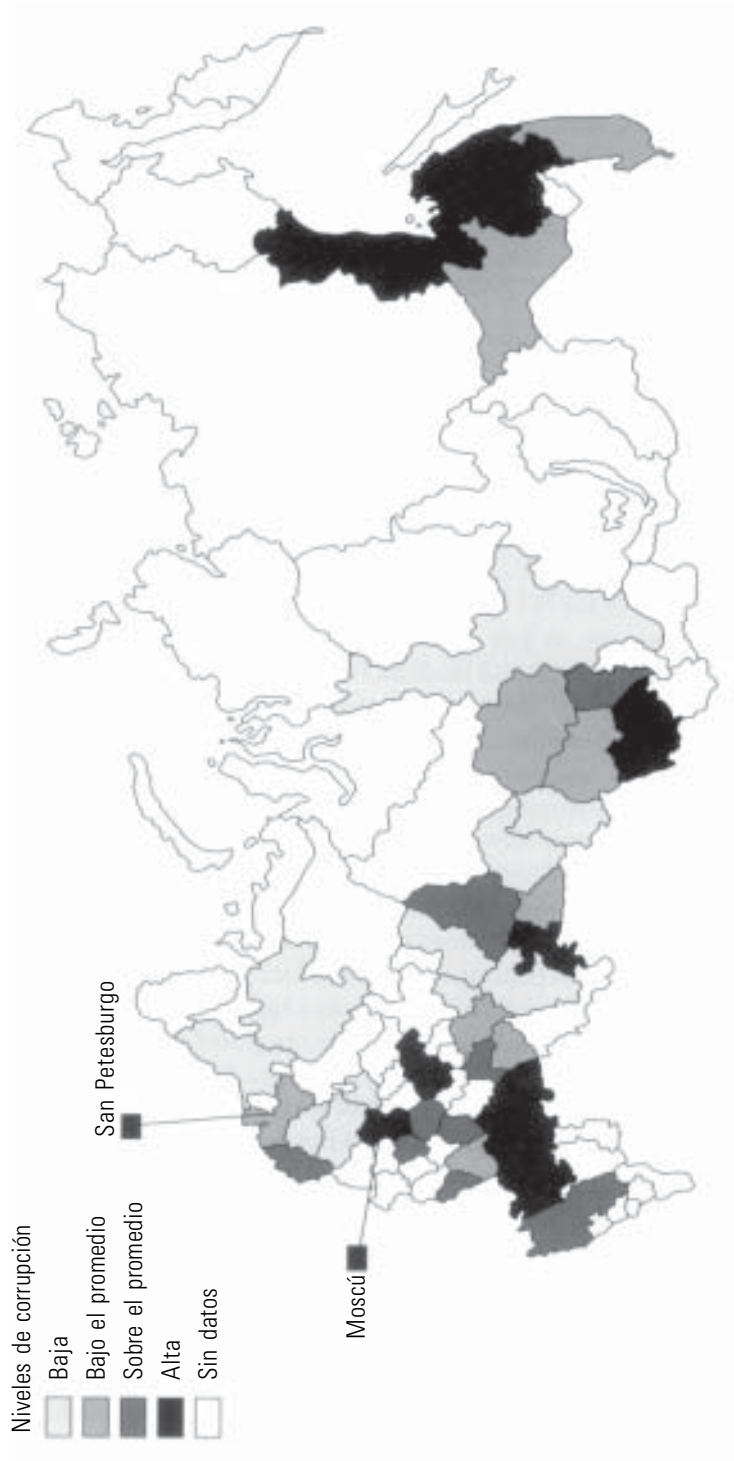 Niveles de corrupción
Baja
Bajo el promedio
Sobre el promedio
Alta
Sin datos
Moscú
San Petesburgo